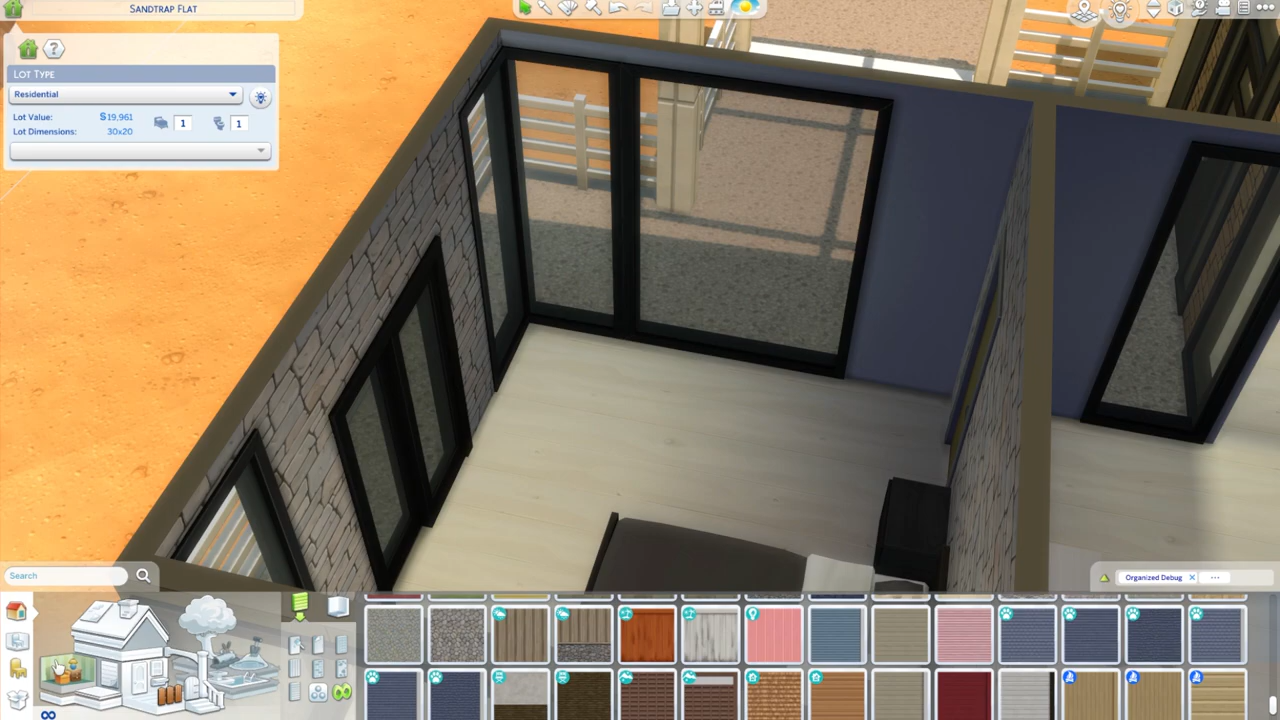 SANDTRAP FLAT
?
LOT TYPE
Residential
Lot Value: §19,961
1
1
Lot Dimensions: 30x20
Search
Organized Debug
...